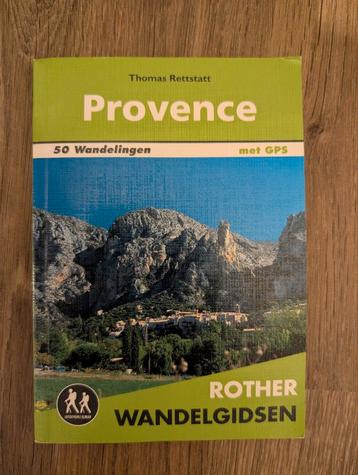 Thomas Rettstatt
Provence
50 Wandelingen
met GPS
ROTHER
WANDELGIDSEN